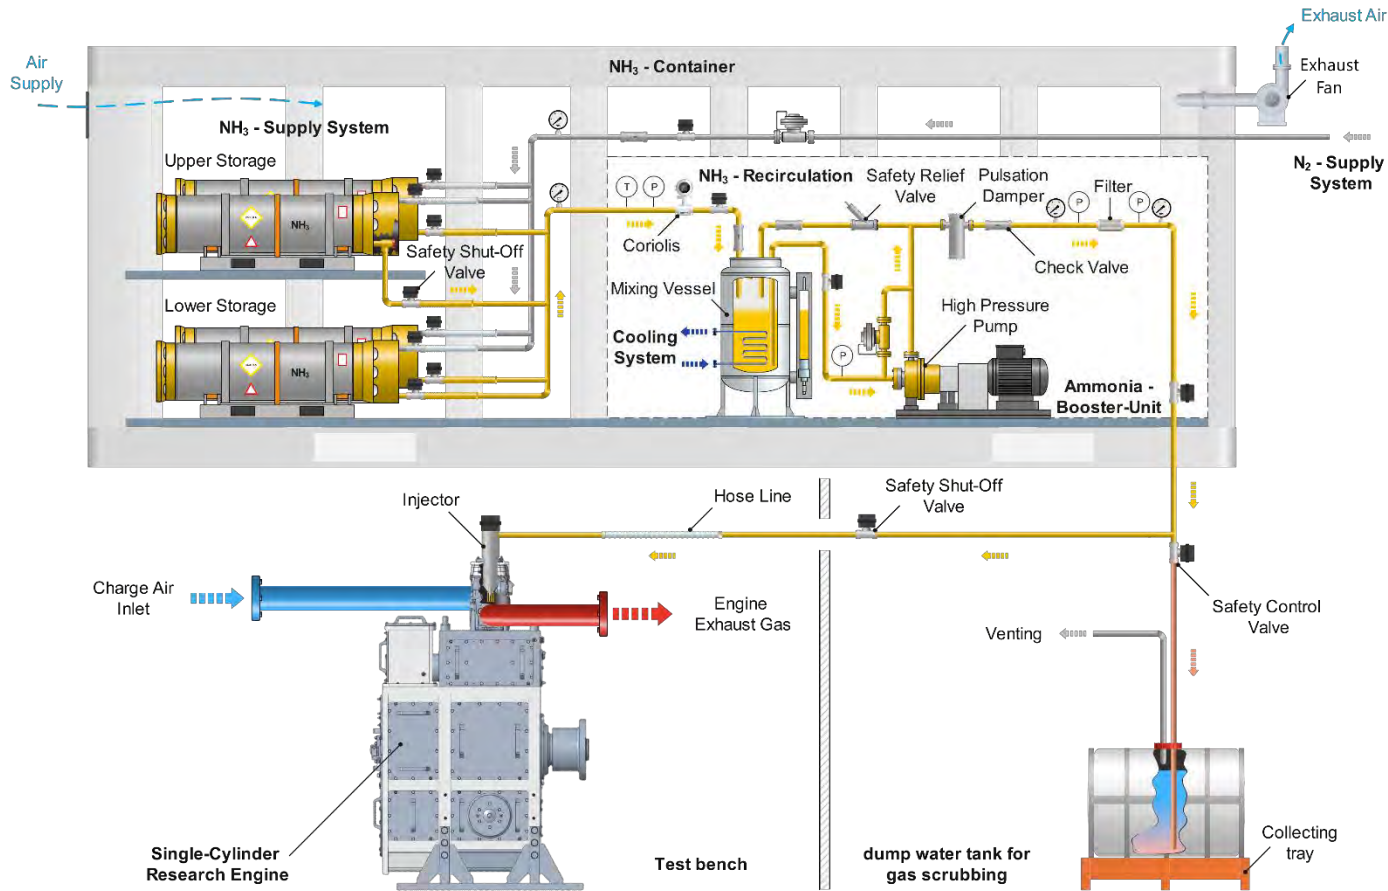 Exhaust Air
Air
Supply
NH₃ - Container
Exhaust
Fan
NH₃ - Supply System
Upper Storage
N₂ - Supply
System
NH₃ - Recirculation
Safety Relief
Valve
Pulsation
Damper
Filter
T
P
P
P
NH₃
Coriolis
Safety Shut-Off
Valve
Check Valve
Lower Storage
Mixing Vessel
High Pressure
Pump
Cooling
System
P
NH₃
Ammonia -
Booster-Unit
Injector
Hose Line
Safety Shut-Off
Valve
Charge Air
Inlet
Engine
Exhaust Gas
Safety Control
Valve
Venting
Single-Cylinder
Research Engine
Test bench
dump water tank for
gas scrubbing
Collecting
tray